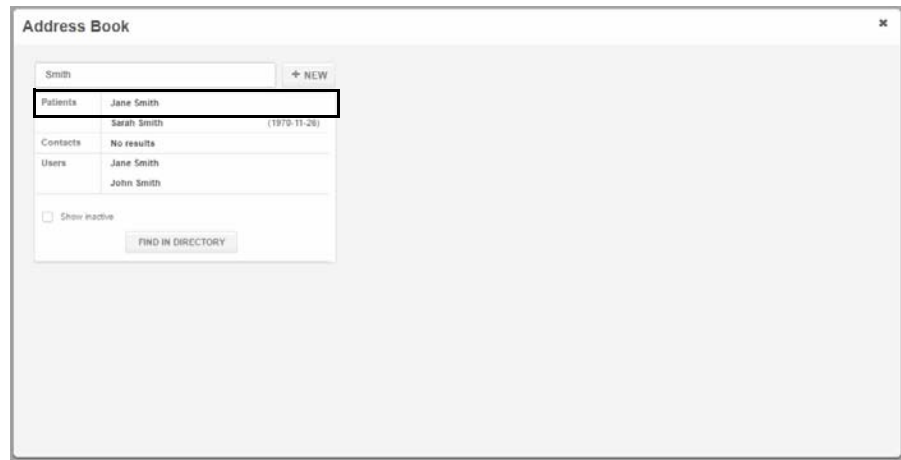 Address Book ×
Smith + NEW
Patients Jane Smith
Sarah Smith (1970-11-26)
Contacts No results
Users Jane Smith
John Smith
Show inactive
FIND IN DIRECTORY